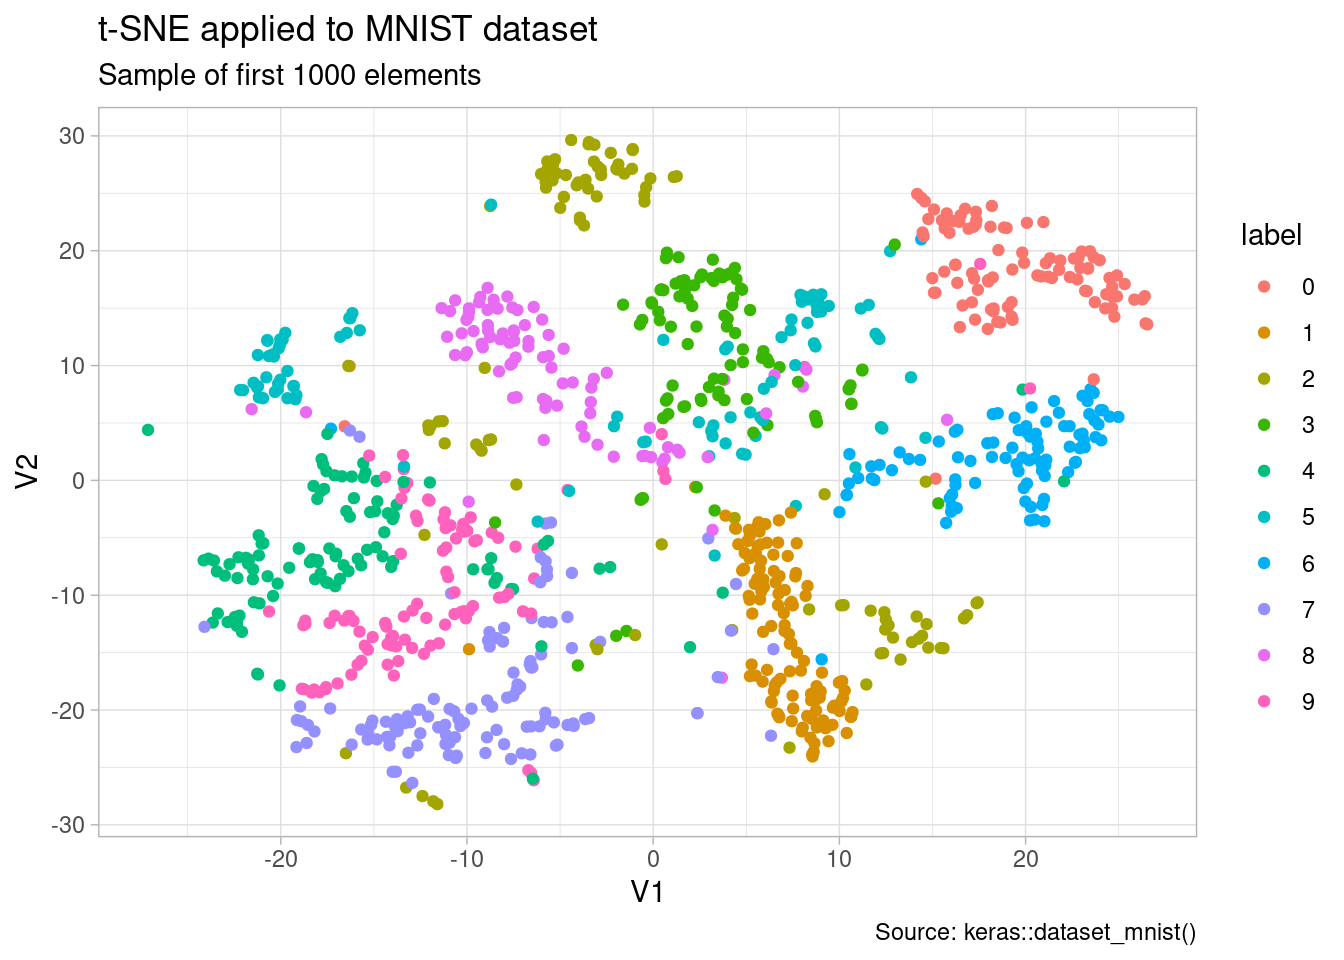 t-SNE applied to MNIST dataset
Sample of first 1000 elements
30
20
10
0
-10
-20
-30
V2
-20 -10 0 10 20
V1
label
0
1
2
3
4
5
6
7
8
9
Source: keras::dataset_mnist()